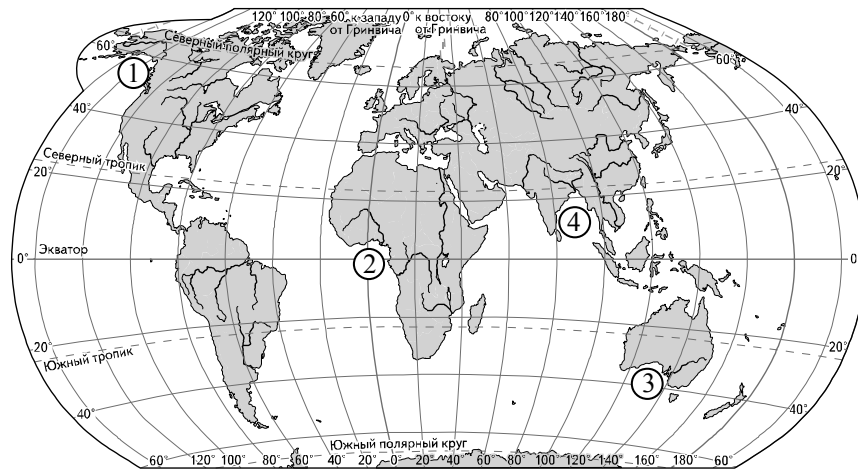 120° 100° 80° 60° к западу 0° к востоку 80° 100° 120° 140° 160° 180°
от Гринвича от Гринвича
Северный полярный круг
60° 60°
1
40° 40°
Северный тропик
20° 20°
4
Экватор
2
0° 0
20° 20°
Южный тропик
3
40° 40°
Южный полярный круг
60° 120° 100° 80° 60° 40° 20° 0° 20° 40° 60° 80° 100° 120° 140° 180° 60°